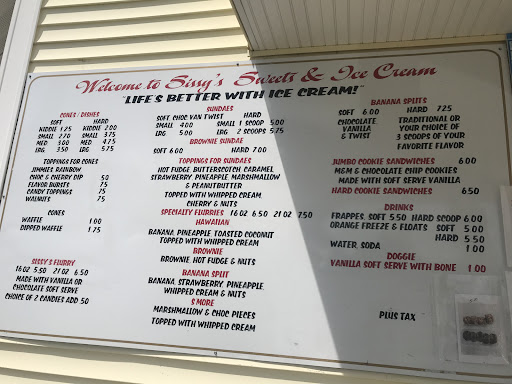 Welcome to Sissy's Sweets & Ice Cream
"LIFE'S BETTER WITH ICE CREAM!"
CONES / DISHES
SOFT HARD
KIDDIE 1.25 KIDDIE 2.00
SMALL 2.75 SMALL 3.75
MED 3.00 MED 4.75
LRG 3.50 LRG 5.75
TOPPINGS FOR CONES
JIMMIES: RAINBOW
CHOC & CHERRY DIP 50
FLAVOR BURSTS 75
CANDY TOPPINGS 75
WALNUTS 75
CONES
WAFFLE 1.00
DIPPED WAFFLE 1.75
SISSY'S FLURRY
16 OZ 5.50 21 OZ 6.50
MADE WITH VANILLA OR
CHOCOLATE SOFT SERVE
CHOICE OF 2 CANDIES ADD 50
SUNDAES
SOFT: CHOC VAN TWIST HARD
SMALL 4.00 SMALL 1 SCOOP 5.00
LRG 5.00 LRG 2 SCOOPS 5.75
BROWNIE SUNDAE
SOFT 6.00 HARD 7.00
TOPPINGS FOR SUNDAES
HOT FUDGE, BUTTERSCOTCH, CARAMEL
STRAWBERRY, PINEAPPLE, MARSHMALLOW
& PEANUTBUTTER
TOPPED WITH WHIPPED CREAM,
CHERRY & NUTS
SPECIALTY FLURRIES 16 OZ 6.50 21 OZ 7.50
HAWAIIAN
BANANA, PINEAPPLE, TOASTED COCONUT
TOPPED WITH WHIPPED CREAM
BROWNIE
BROWNIE, HOT FUDGE & NUTS
BANANA SPLIT
BANANA, STRAWBERRY, PINEAPPLE,
WHIPPED CREAM & NUTS
S'MORE
MARSHMALLOW & CHOC PIECES
TOPPED WITH WHIPPED CREAM
BANANA SPLITS
SOFT 6.00 HARD 7.25
CHOCOLATE TRADITIONAL OR
VANILLA YOUR CHOICE OF
& TWIST 3 SCOOPS OF YOUR
FAVORITE FLAVOR
JUMBO COOKIE SANDWICHES 6.00
M&M & CHOCOLATE CHIP COOKIES
MADE WITH SOFT SERVE VANILLA
HARD COOKIE SANDWICHES 6.50
DRINKS
FRAPPES, SOFT 5.50 HARD SCOOP 6.00
ORANGE FREEZE & FLOATS SOFT 5.00
HARD 5.50
WATER, SODA 1.00
DOGGIE
VANILLA SOFT SERVE WITH BONE 1.00
PLUS TAX